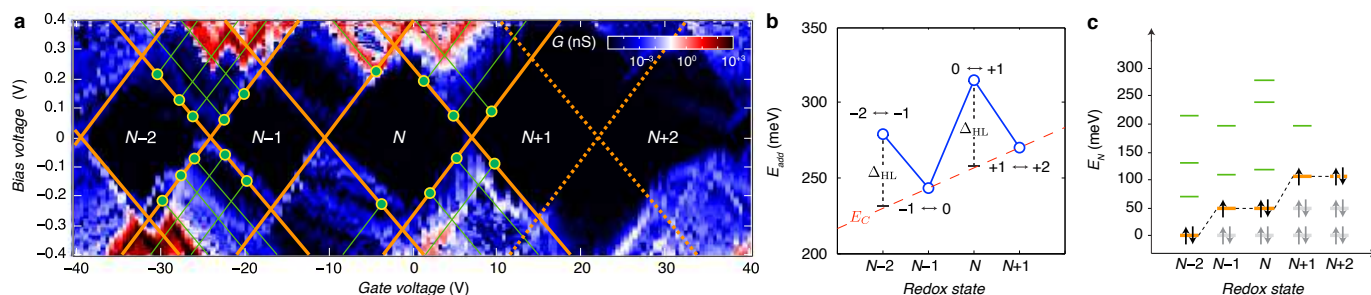 a
Bias voltage (V)
0.4
0.3
0.2
0.1
0
−0.1
−0.2
−0.3
−0.4
G (nS)
10⁻³ 10⁰ 10⁺³
N−2 N−1 N N+1 N+2
−40 −30 −20 −10 0 10 20 30 40
Gate voltage (V)
b
E_add (meV)
350
300
250
200
0 ↔ +1
−2 ↔ −1
Δ_HL
Δ_HL
+1 ↔ +2
−1 ↔ 0
E_C
N−2 N−1 N N+1
Redox state
c
E_N (meV)
300
250
200
150
100
50
0
N−2 N−1 N N+1 N+2
Redox state